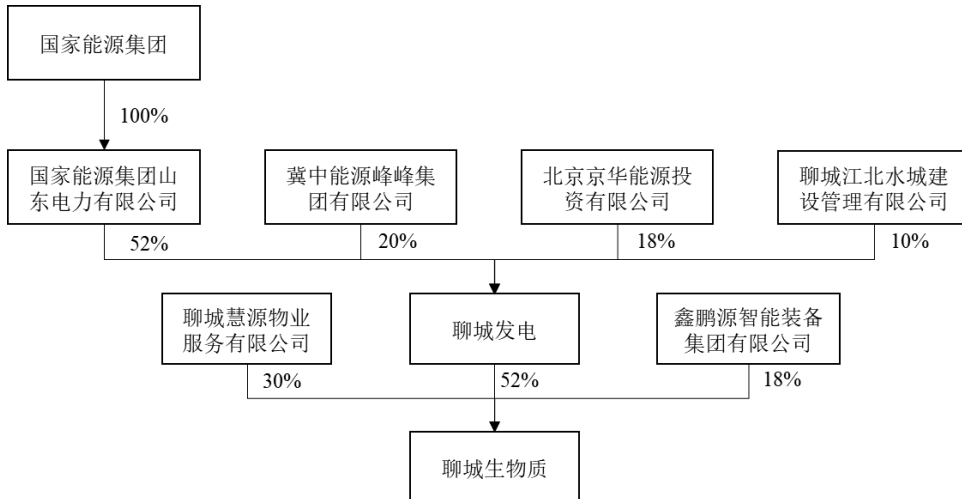 国家能源集团
100%
国家能源集团山
东电力有限公司
冀中能源峰峰集
团有限公司
北京京华能源投
资有限公司
聊城江北水城建
设管理有限公司
52%
20%
18%
10%
聊城慧源物业
服务有限公司
聊城发电
鑫鹏源智能装备
集团有限公司
30%
52%
18%
聊城生物质